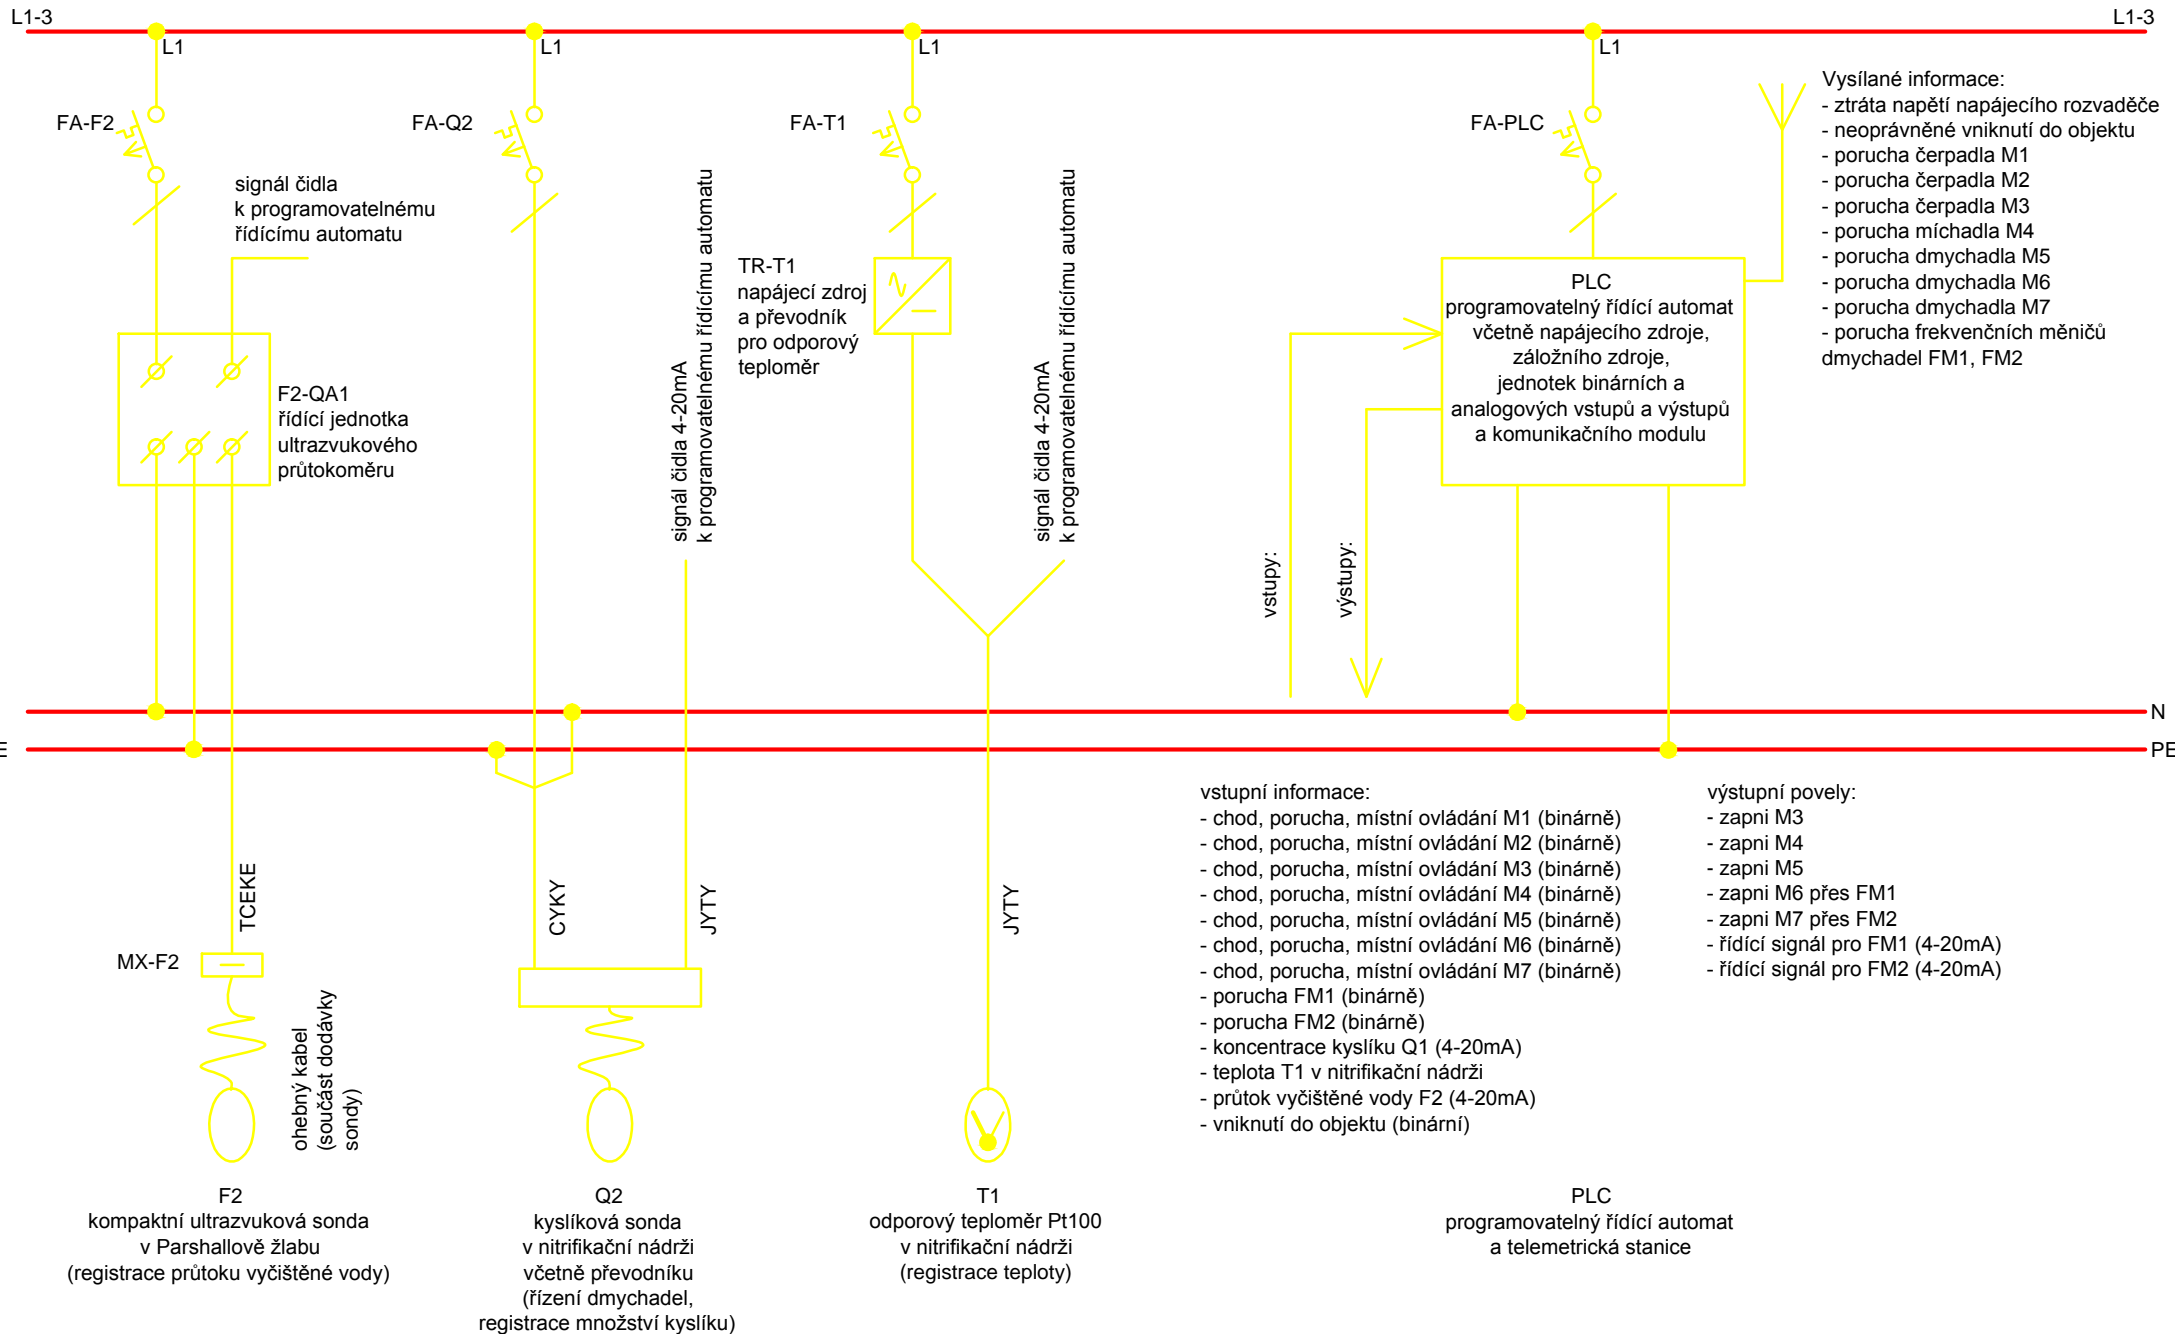 L1-3
L1-3
L1
L1
L1
L1
FA-F2
FA-Q2
FA-T1
FA-PLC
signál čidla
k programovatelnému
řídícímu automatu
F2-QA1
řídící jednotka
ultrazvukového
průtokoměru
signál čidla 4-20mA
k programovatelnému řídícímu automatu
TR-T1
napájecí zdroj
a převodník
pro odporový
teploměr
signál čidla 4-20mA
k programovatelnému řídícímu automatu
PLC
programovatelný řídící automat
včetně napájecího zdroje,
záložního zdroje,
jednotek binárních a
analogových vstupů a výstupů
a komunikačního modulu
Vysílané informace:
- ztráta napětí napájecího rozvaděče
- neoprávněné vniknutí do objektu
- porucha čerpadla M1
- porucha čerpadla M2
- porucha čerpadla M3
- porucha míchadla M4
- porucha dmychadla M5
- porucha dmychadla M6
- porucha dmychadla M7
- porucha frekvenčních měničů
dmychadel FM1, FM2
vstupy:
výstupy:
N
E
PE
TCEKE
CYKY
JYTY
JYTY
MX-F2
ohebný kabel
(součást dodávky
sondy)
vstupní informace:
- chod, porucha, místní ovládání M1 (binárně)
- chod, porucha, místní ovládání M2 (binárně)
- chod, porucha, místní ovládání M3 (binárně)
- chod, porucha, místní ovládání M4 (binárně)
- chod, porucha, místní ovládání M5 (binárně)
- chod, porucha, místní ovládání M6 (binárně)
- chod, porucha, místní ovládání M7 (binárně)
- porucha FM1 (binárně)
- porucha FM2 (binárně)
- koncentrace kyslíku Q1 (4-20mA)
- teplota T1 v nitrifikační nádrži
- průtok vyčištěné vody F2 (4-20mA)
- vniknutí do objektu (binární)
výstupní povely:
- zapni M3
- zapni M4
- zapni M5
- zapni M6 přes FM1
- zapni M7 přes FM2
- řídící signál pro FM1 (4-20mA)
- řídící signál pro FM2 (4-20mA)
F2
kompaktní ultrazvuková sonda
v Parshallově žlabu
(registrace průtoku vyčištěné vody)
Q2
kyslíková sonda
v nitrifikační nádrži
včetně převodníku
(řízení dmychadel,
registrace množství kyslíku)
T1
odporový teploměr Pt100
v nitrifikační nádrži
(registrace teploty)
PLC
programovatelný řídící automat
a telemetrická stanice